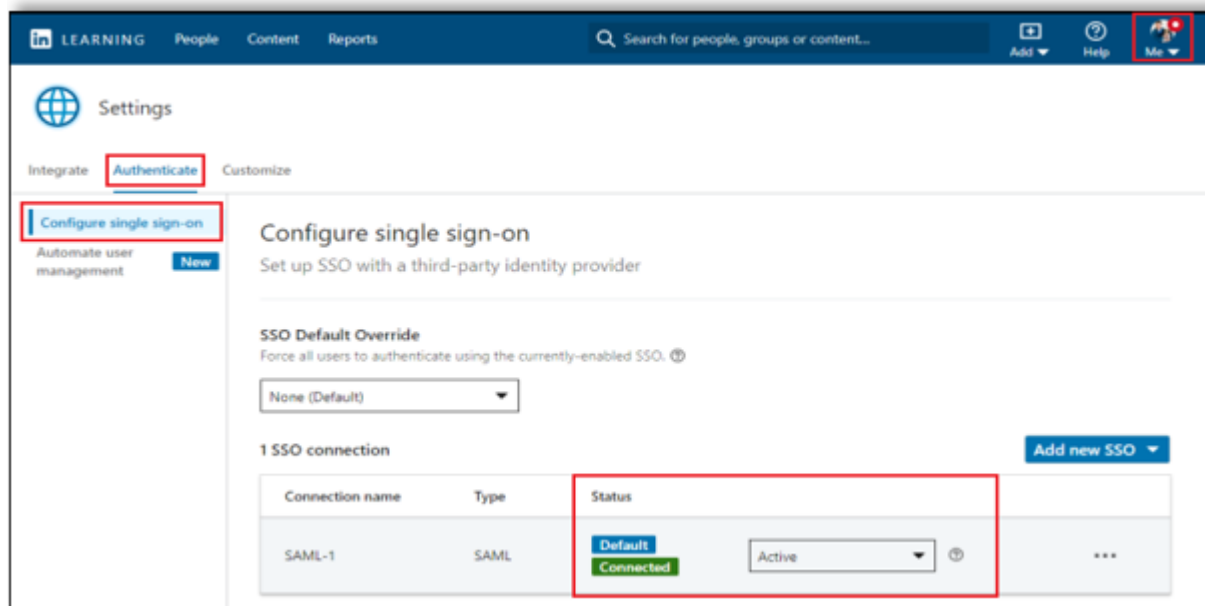 in LEARNING People Content Reports Search for people, groups or content... Add Help Me
Settings
Integrate Authenticate Customize
Configure single sign-on
Automate user
management New
Configure single sign-on
Set up SSO with a third-party identity provider
SSO Default Override
Force all users to authenticate using the currently-enabled SSO.
None (Default)
1 SSO connection Add new SSO
Connection name Type Status
SAML-1 SAML Default Connected Active